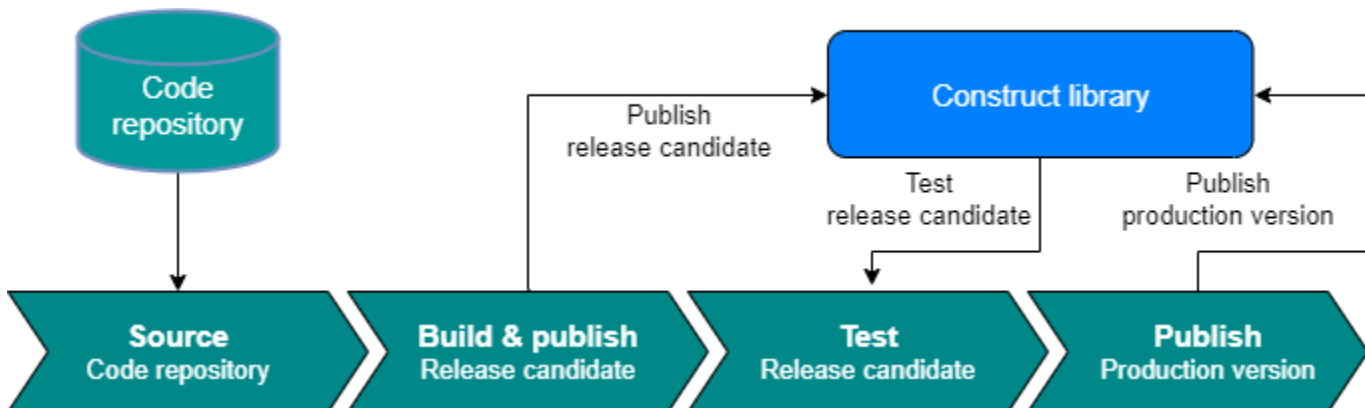 Code
repository
Construct library
Publish
release candidate
Test
release candidate
Publish
production version
Source
Code repository
Build & publish
Release candidate
Test
Release candidate
Publish
Production version